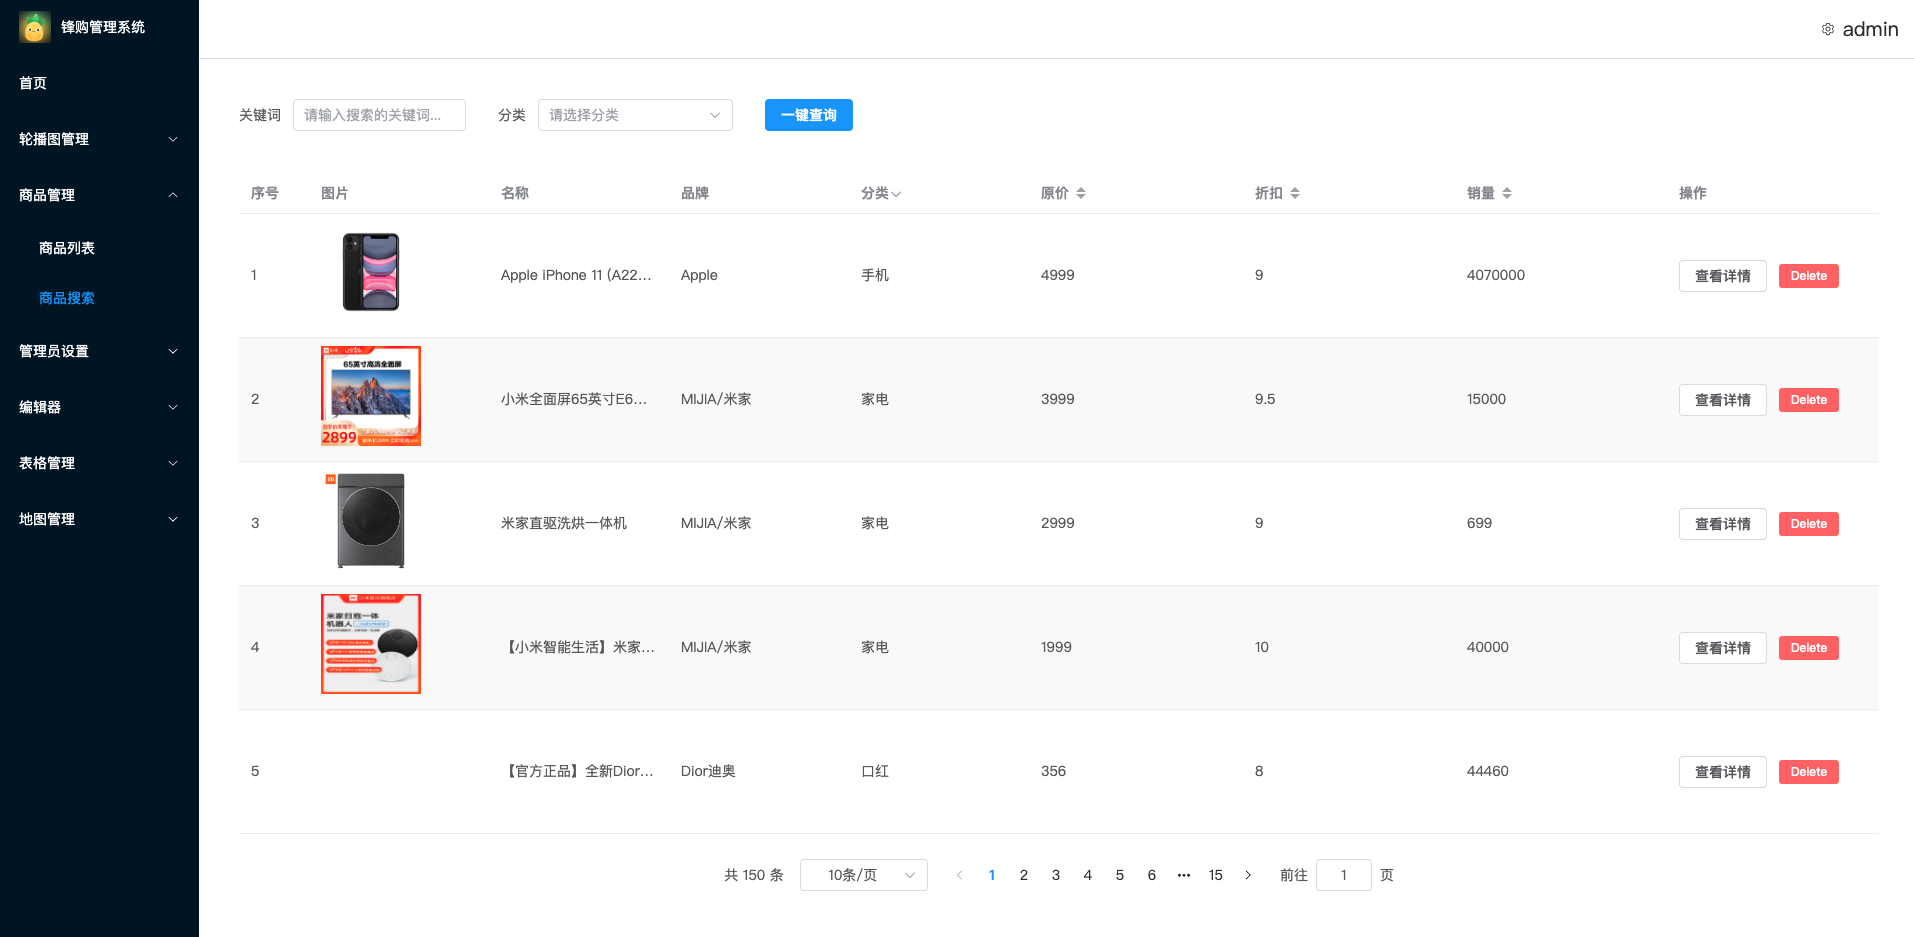 锋购管理系统
admin
首页
轮播图管理
商品管理
商品列表
商品搜索
管理员设置
编辑器
表格管理
地图管理
关键词 请输入搜索的关键词... 分类 请选择分类 一键查询
序号 图片 名称 品牌 分类 原价 折扣 销量 操作
1 Apple iPhone 11 (A22... Apple 手机 4999 9 4070000 查看详情 Delete
65英寸高清全面屏
2 小米全面屏65英寸E6... MIJIA/米家 家电 3999 9.5 15000 查看详情 Delete
2899
3 米家直驱洗烘一体机 MIJIA/米家 家电 2999 9 699 查看详情 Delete
米家扫拖一体
机器人
4 【小米智能生活】米家... MIJIA/米家 家电 1999 10 40000 查看详情 Delete
5 【官方正品】全新Dior... Dior迪奥 口红 356 8 44460 查看详情 Delete
共 150 条 10条/页 1 2 3 4 5 6 ••• 15 前往 1 页